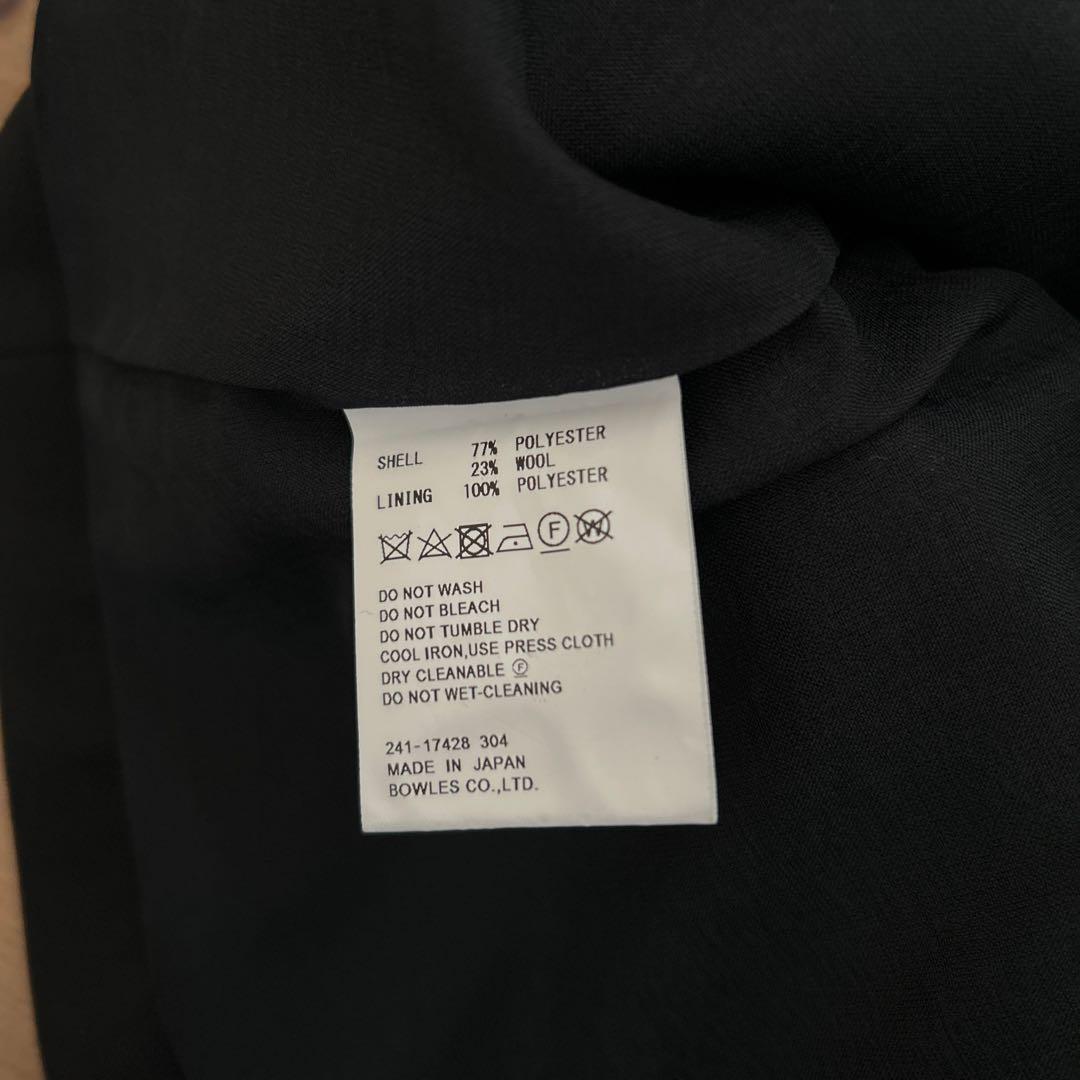 SHELL 77% POLYESTER
23% WOOL
LINING 100% POLYESTER
F W
DO NOT WASH
DO NOT BLEACH
DO NOT TUMBLE DRY
COOL IRON,USE PRESS CLOTH
DRY CLEANABLE Ⓕ
DO NOT WET-CLEANING
241-17428 304
MADE IN JAPAN
BOWLES CO.,LTD.